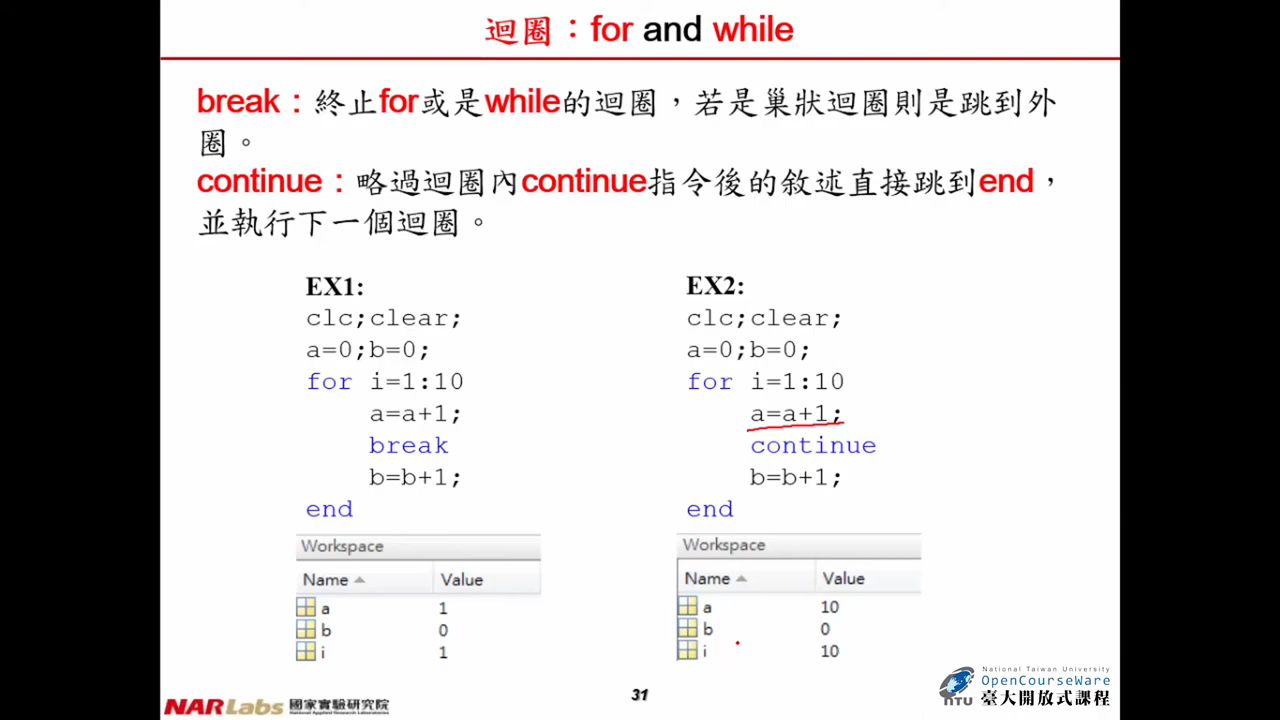 迴圈：for and while
break：終止for或是while的迴圈，若是巢狀迴圈則是跳到外
圈。
continue：略過迴圈內continue指令後的敘述直接跳到end，
並執行下一個迴圈。
EX1:
clc;clear;
a=0;b=0;
for i=1:10
a=a+1;
break
b=b+1;
end
Workspace
Name Value
a 1
b 0
i 1
EX2:
clc;clear;
a=0;b=0;
for i=1:10
a=a+1;
continue
b=b+1;
end
Workspace
Name Value
a 10
b 0
i 10
NARLabs 國家實驗研究院
National Applied Research Laboratories
31
National Taiwan University
OpenCourseWare
NTU 臺大開放式課程